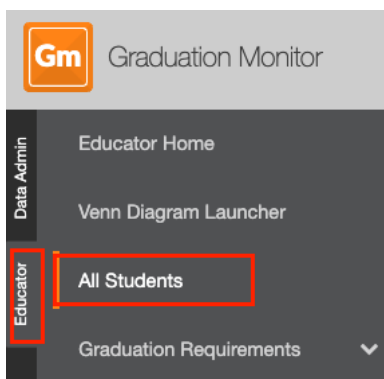 Gm Graduation Monitor
Data Admin
Educator Home
Venn Diagram Launcher
Educator
All Students
Graduation Requirements